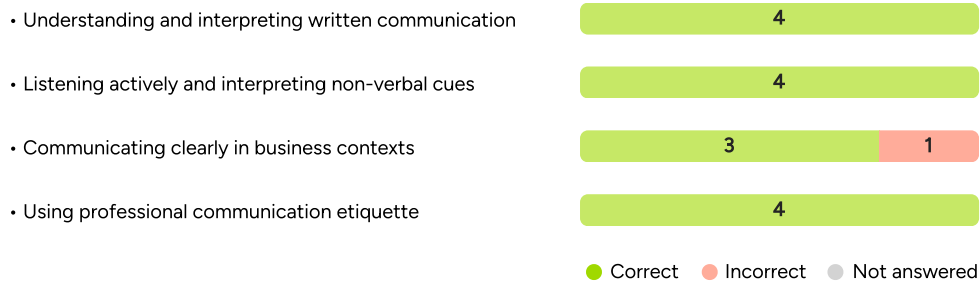 • Understanding and interpreting written communication 4
• Listening actively and interpreting non-verbal cues 4
• Communicating clearly in business contexts 3 1
• Using professional communication etiquette 4
Correct Incorrect Not answered